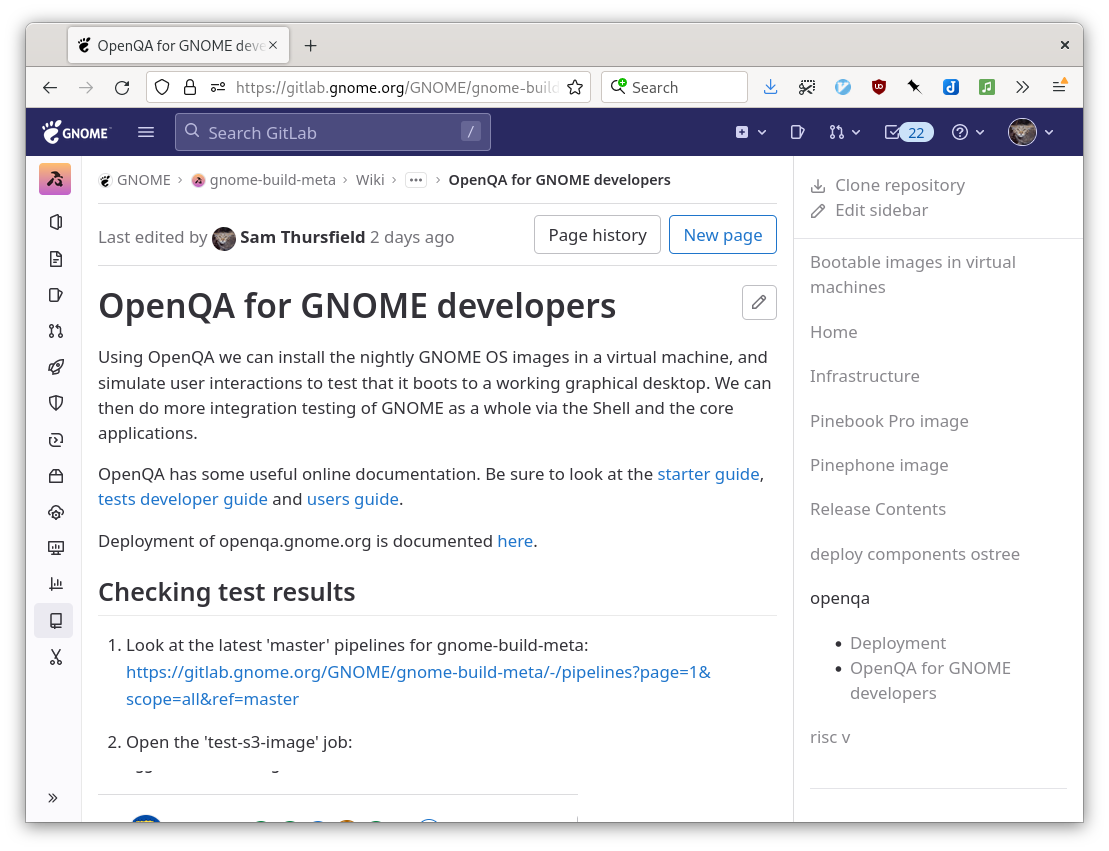 OpenQA for GNOME deve
https://gitlab.gnome.org/GNOME/gnome-build
Search
GNOME
Search GitLab
/
22
GNOME › gnome-build-meta › Wiki › ··· › OpenQA for GNOME developers
Last edited by Sam Thursfield 2 days ago
Page history
New page
OpenQA for GNOME developers
Using OpenQA we can install the nightly GNOME OS images in a virtual machine, and
simulate user interactions to test that it boots to a working graphical desktop. We can
then do more integration testing of GNOME as a whole via the Shell and the core
applications.
OpenQA has some useful online documentation. Be sure to look at the starter guide,
tests developer guide and users guide.
Deployment of openqa.gnome.org is documented here.
Checking test results
1. Look at the latest 'master' pipelines for gnome-build-meta:
https://gitlab.gnome.org/GNOME/gnome-build-meta/-/pipelines?page=1&
scope=all&ref=master
2. Open the 'test-s3-image' job:
Clone repository
Edit sidebar
Bootable images in virtual
machines
Home
Infrastructure
Pinebook Pro image
Pinephone image
Release Contents
deploy components ostree
openqa
• Deployment
• OpenQA for GNOME
developers
risc v